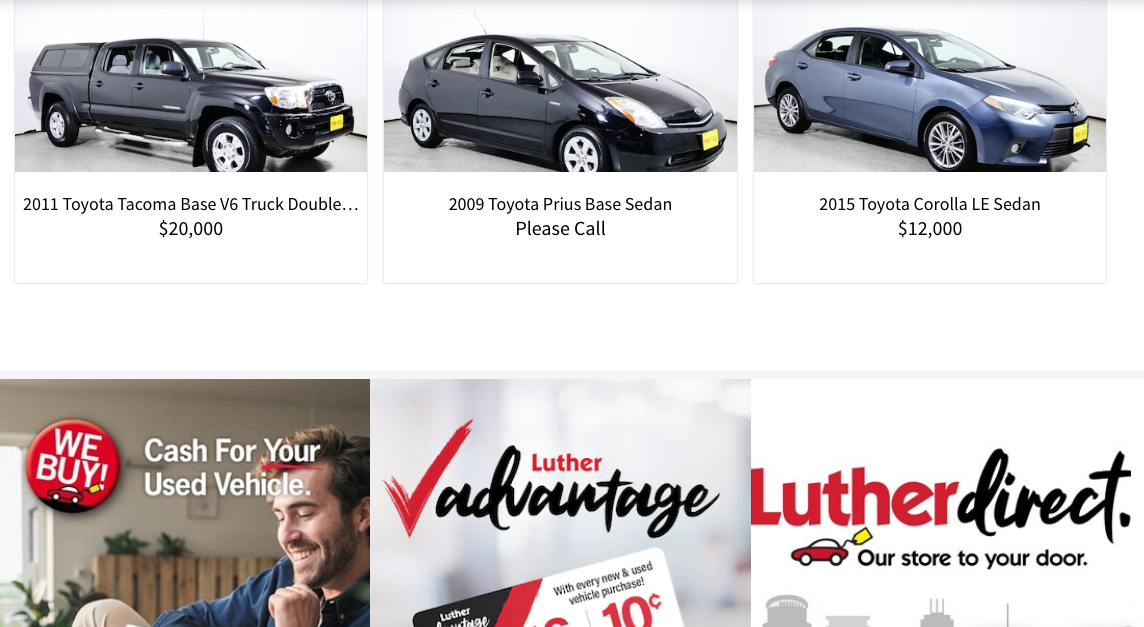 2011 Toyota Tacoma Base V6 Truck Double…
$20,000
2009 Toyota Prius Base Sedan
Please Call
2015 Toyota Corolla LE Sedan
$12,000
WE
BUY!
Cash For Your
Used Vehicle.
Luther
advantage
With every new & used
vehicle purchase!
Luther
10¢
Lutherdirect.
Our store to your door.